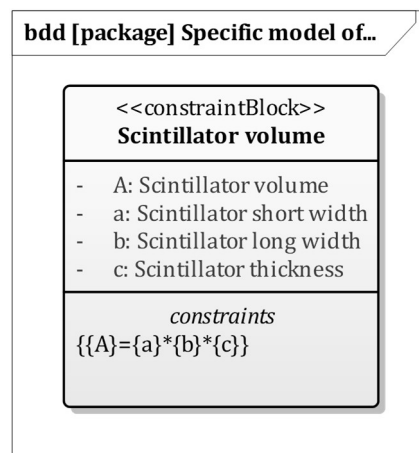 bdd [package] Specific model of...
<<constraintBlock>>
Scintillator volume
- A: Scintillator volume
- a: Scintillator short width
- b: Scintillator long width
- c: Scintillator thickness
constraints
{{A}={a}*{b}*{c}}